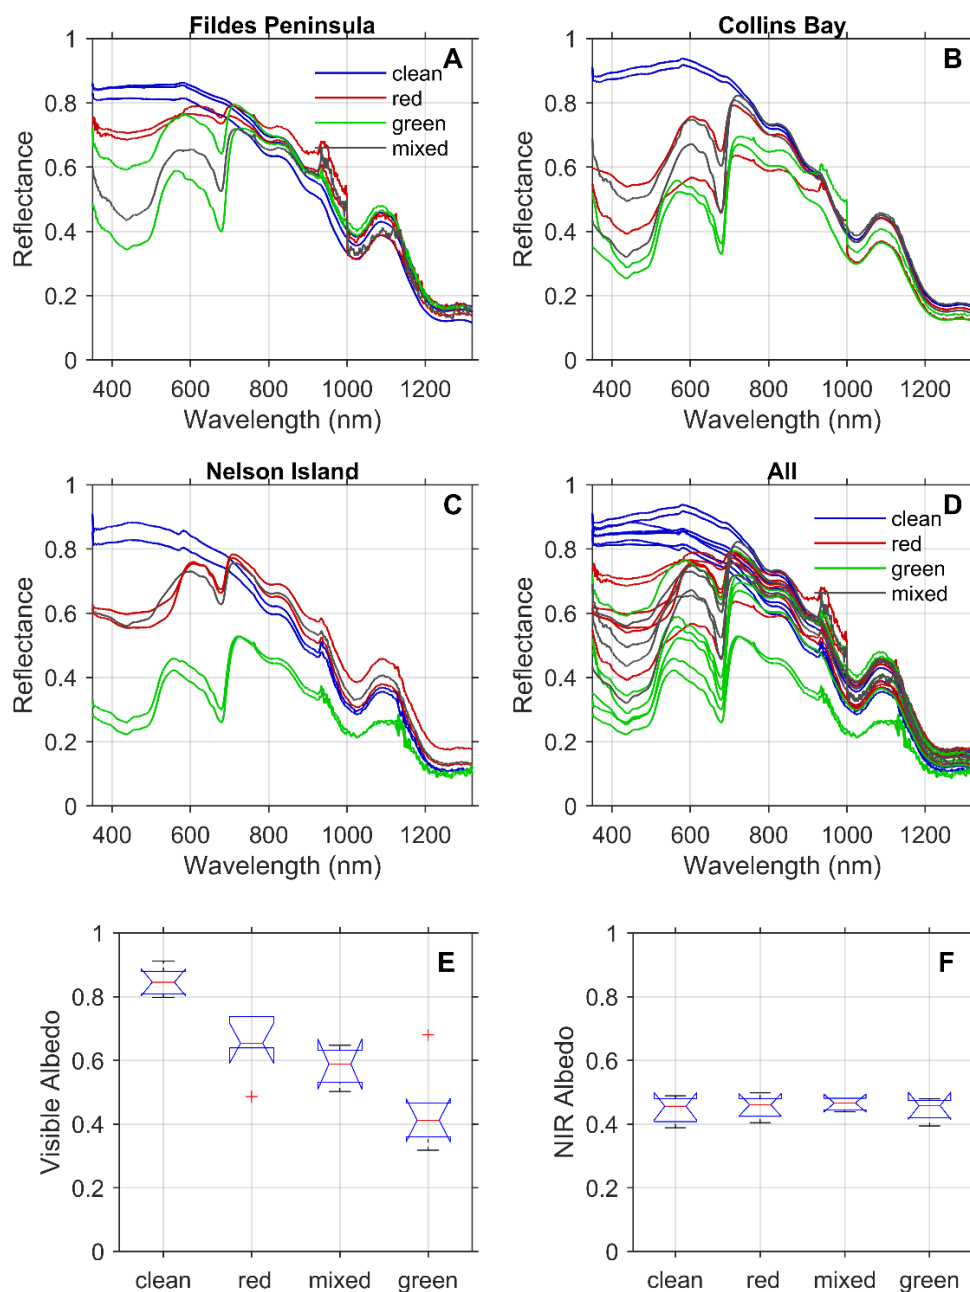 Fildes Peninsula
A
clean
red
green
mixed
Reflectance
1
0.8
0.6
0.4
0.2
0
400 600 800 1000 1200
Wavelength (nm)
Collins Bay
B
Reflectance
1
0.8
0.6
0.4
0.2
0
400 600 800 1000 1200
Wavelength (nm)
Nelson Island
C
Reflectance
1
0.8
0.6
0.4
0.2
0
400 600 800 1000 1200
Wavelength (nm)
All
D
clean
red
green
mixed
Reflectance
1
0.8
0.6
0.4
0.2
0
400 600 800 1000 1200
Wavelength (nm)
E
Visible Albedo
1
0.8
0.6
0.4
0.2
0
clean red mixed green
F
NIR Albedo
1
0.8
0.6
0.4
0.2
0
clean red mixed green